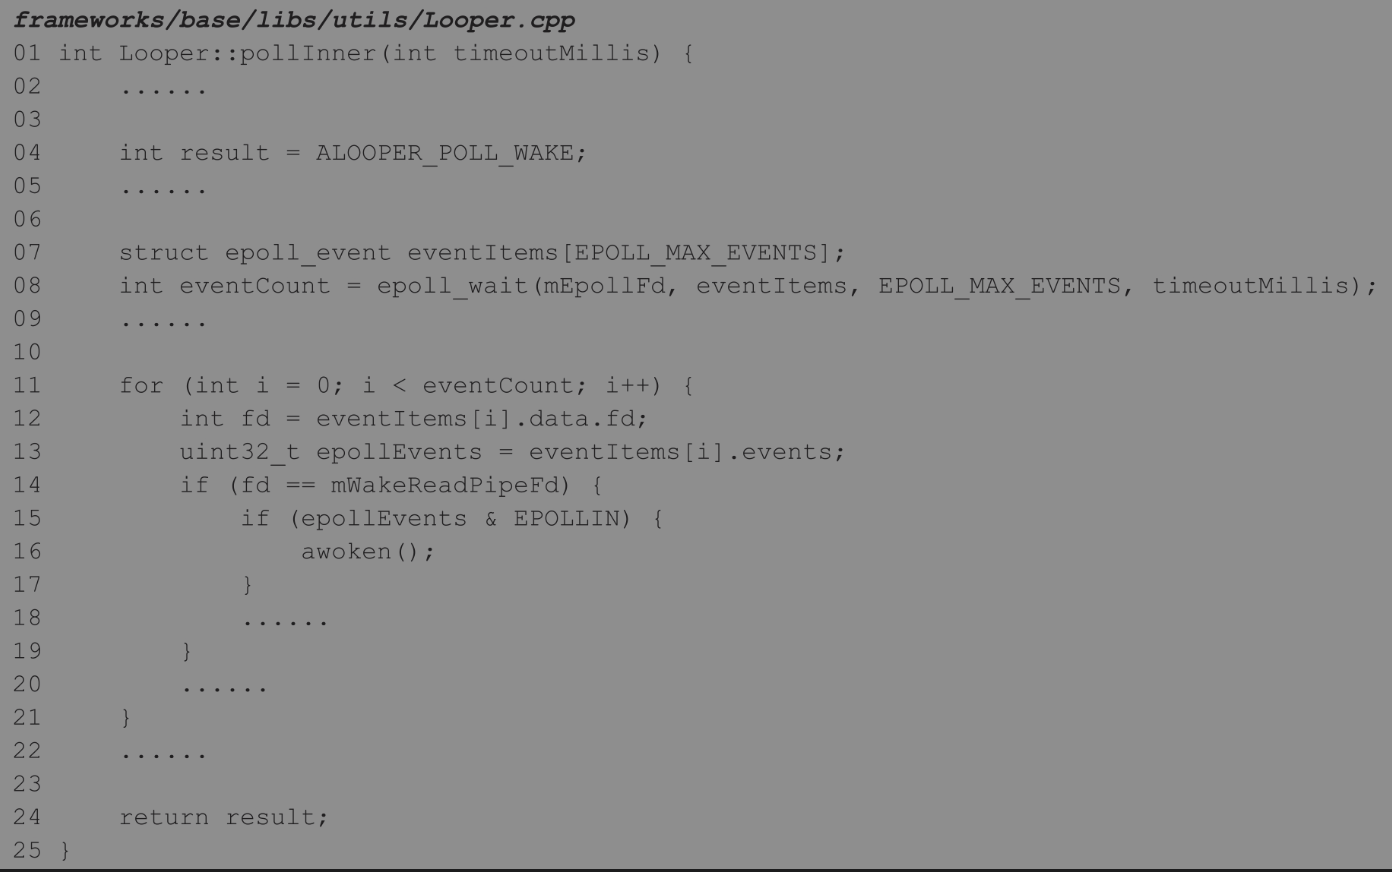 frameworks/base/libs/utils/Looper.cpp
01 int Looper::pollInner(int timeoutMillis) {
02     ......
03
04     int result = ALOOPER_POLL_WAKE;
05     ......
06
07     struct epoll_event eventItems[EPOLL_MAX_EVENTS];
08     int eventCount = epoll_wait(mEpollFd, eventItems, EPOLL_MAX_EVENTS, timeoutMillis);
09     ......
10
11     for (int i = 0; i < eventCount; i++) {
12         int fd = eventItems[i].data.fd;
13         uint32_t epollEvents = eventItems[i].events;
14         if (fd == mWakeReadPipeFd) {
15             if (epollEvents & EPOLLIN) {
16                 awoken();
17             }
18             ......
19         }
20         ......
21     }
22     ......
23
24     return result;
25 }